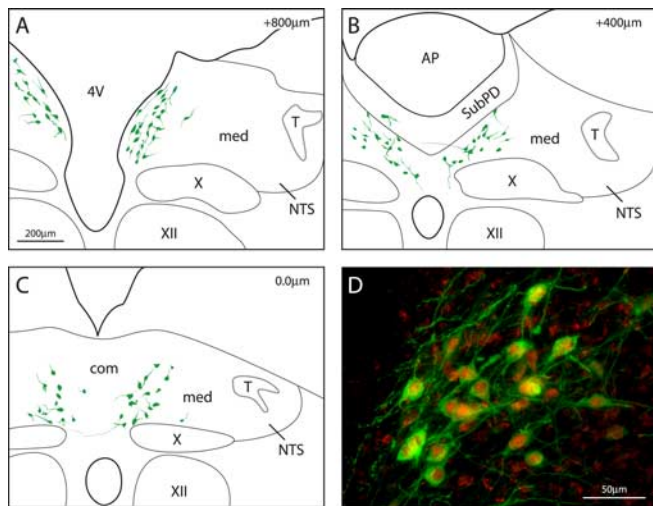 A
+800µm
4V
T
med
X
NTS
200µm
XII
B
+400µm
AP
SubPD
T
med
X
NTS
XII
C
0.0µm
com
T
med
X
NTS
XII
D
50µm